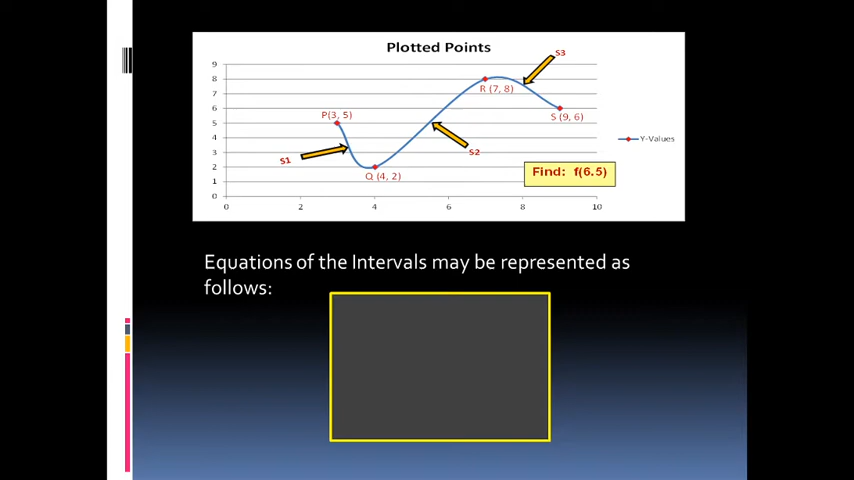 Plotted Points
9
8
7
6
5
4
3
2
1
0
0 2 4 6 8 10
P(3, 5)
Q (4, 2)
R (7, 8)
S (9, 6)
S1
S2
S3
Y-Values
Find: f(6.5)
Equations of the Intervals may be represented as
follows: